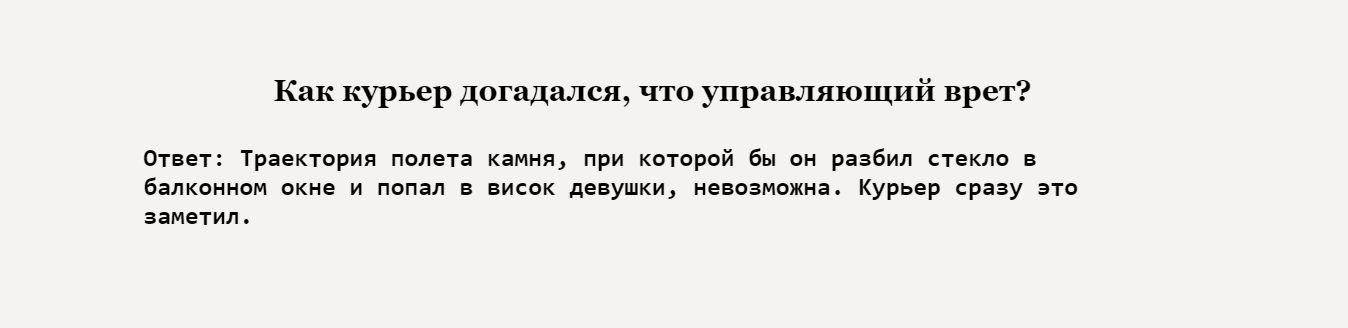 Как курьер догадался, что управляющий врет?
Ответ: Траектория полета камня, при которой бы он разбил стекло в
балконном окне и попал в висок девушки, невозможна. Курьер сразу это
заметил.